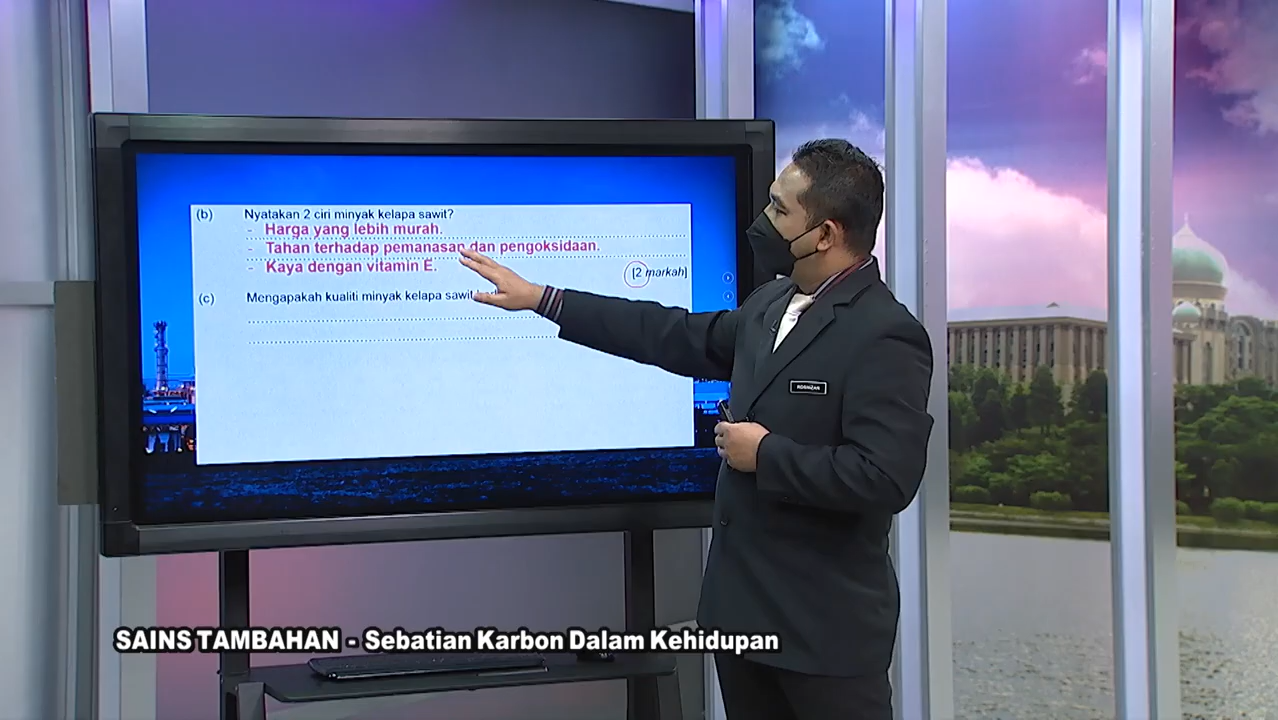 (b) Nyatakan 2 ciri minyak kelapa sawit?
- Harga yang lebih murah.
- Tahan terhadap pemanasan dan pengoksidaan.
- Kaya dengan vitamin E.
[2 markah]
(c) Mengapakah kualiti minyak kelapa sawit
ROSNIZAN
SAINS TAMBAHAN - Sebatian Karbon Dalam Kehidupan